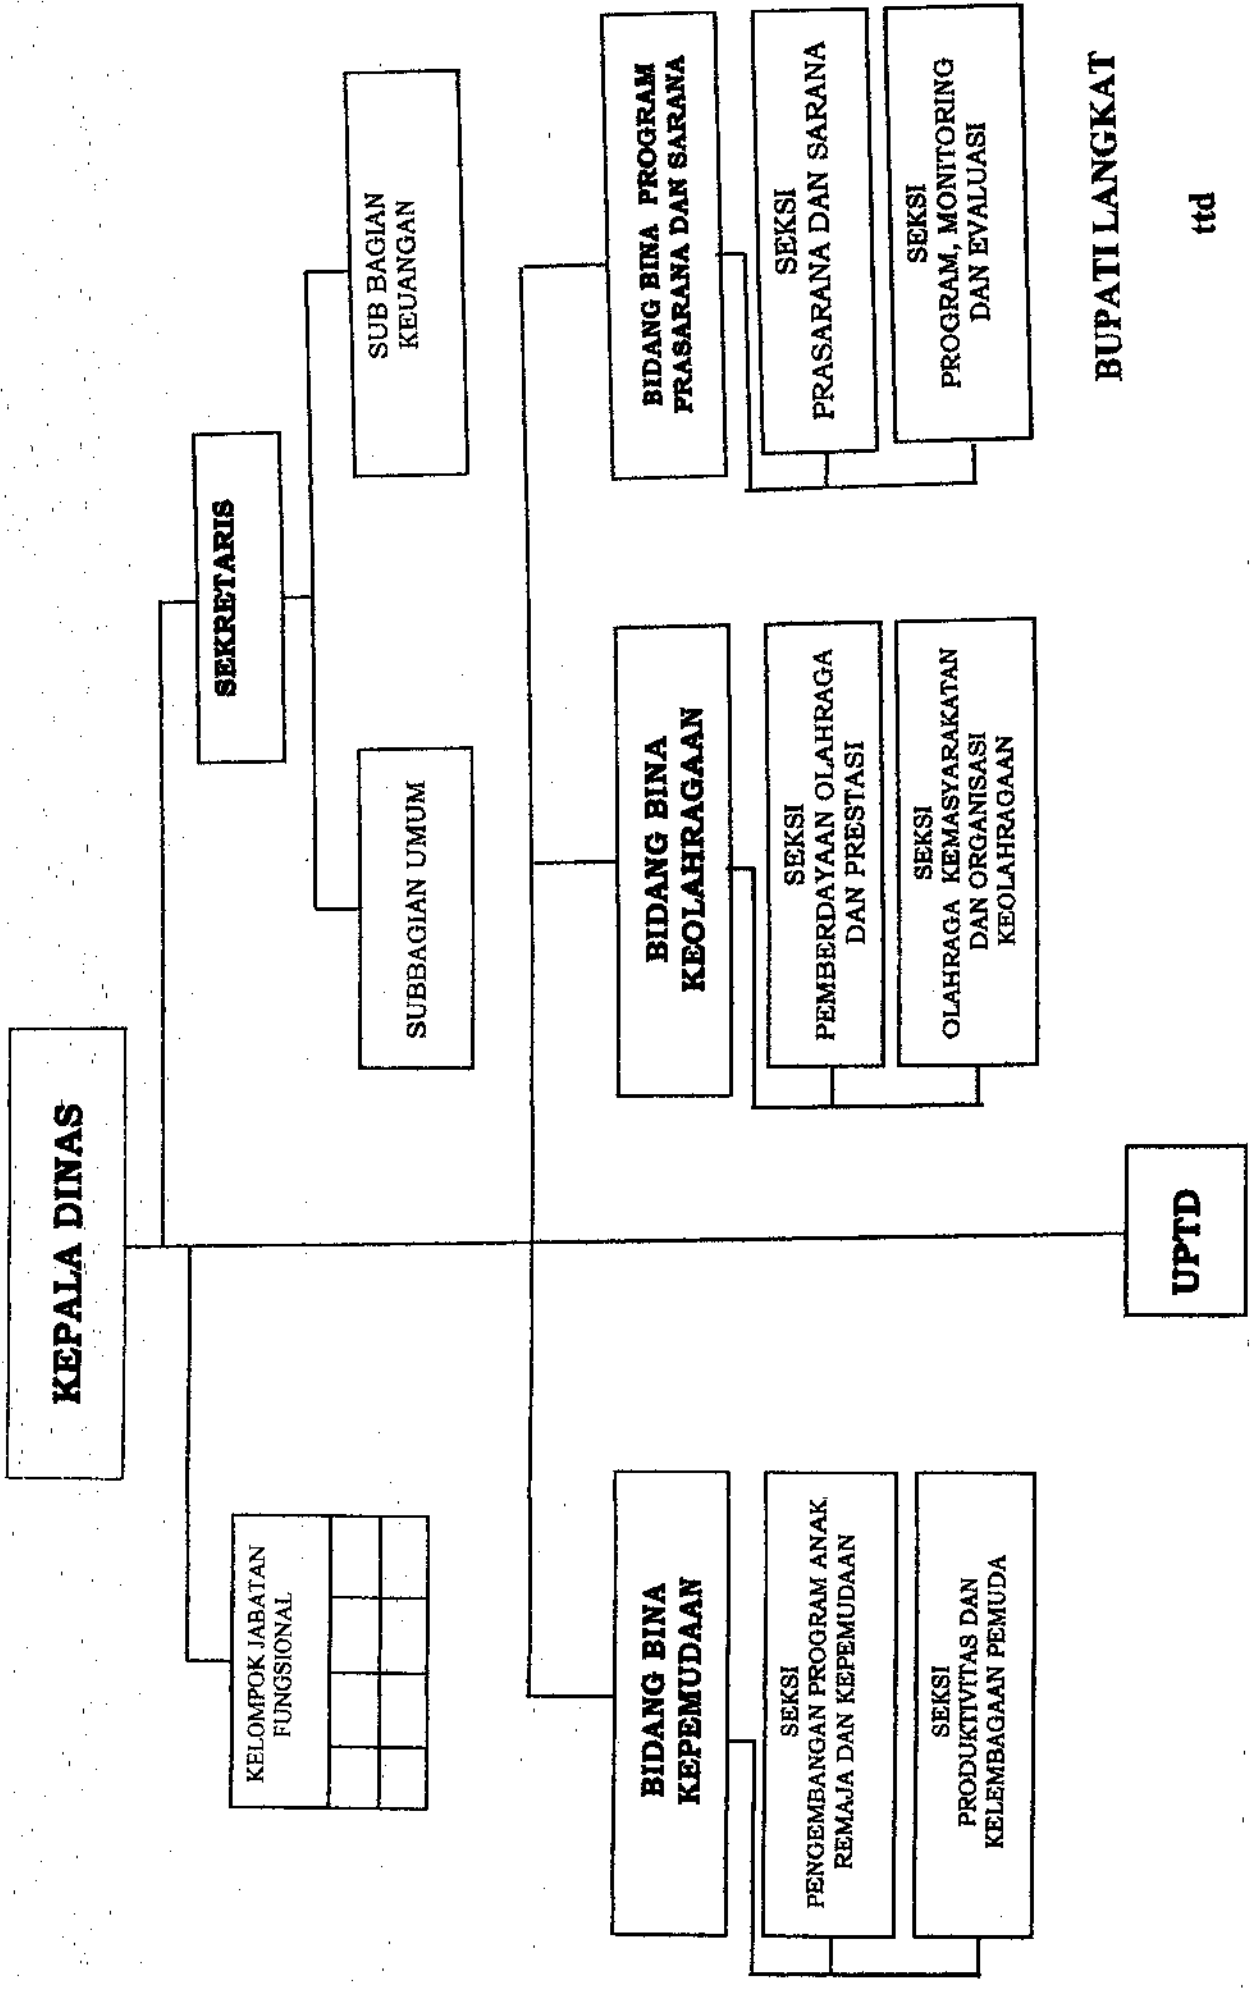 KEPALA DINAS
KELOMPOK JABATAN
FUNGSIONAL
SEKRETARIS
SUBBAGIAN UMUM
SUB BAGIAN
KEUANGAN
BIDANG BINA
KEPEMUDAAN
SEKSI
PENGEMBANGAN PROGRAM ANAK
REMAJA DAN KEPEMUDAAN
SEKSI
PRODUKTIVITAS DAN
KELEMBAGAAN PEMUDA
BIDANG BINA
KEOLAHRAGAAN
SEKSI
PEMBERDAYAAN OLAHRAGA
DAN PRESTASI
SEKSI
OLAHRAGA KEMASYARAKATAN
DAN ORGANISASI
KEOLAHRAGAAN
BIDANG BINA PROGRAM
PRASARANA DAN SARANA
SEKSI
PRASARANA DAN SARANA
SEKSI
PROGRAM, MONITORING
DAN EVALUASI
UPTD
BUPATI LANGKAT
ttd